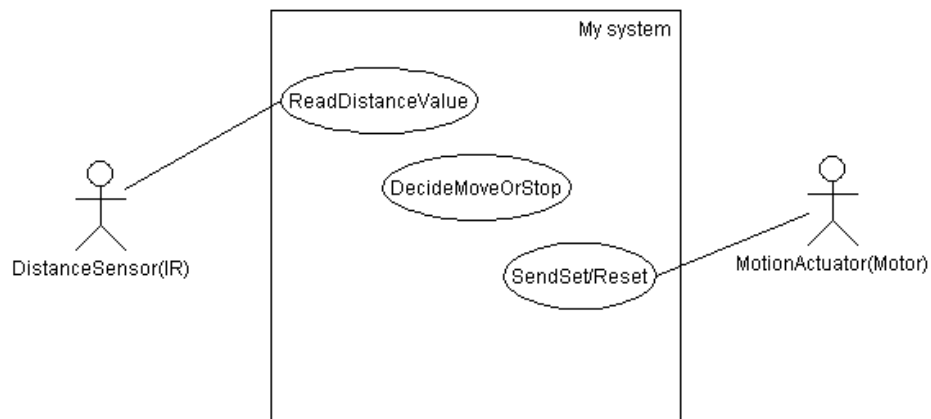 My system
ReadDistanceValue
DecideMoveOrStop
DistanceSensor(IR)
MotionActuator(Motor)
SendSet/Reset